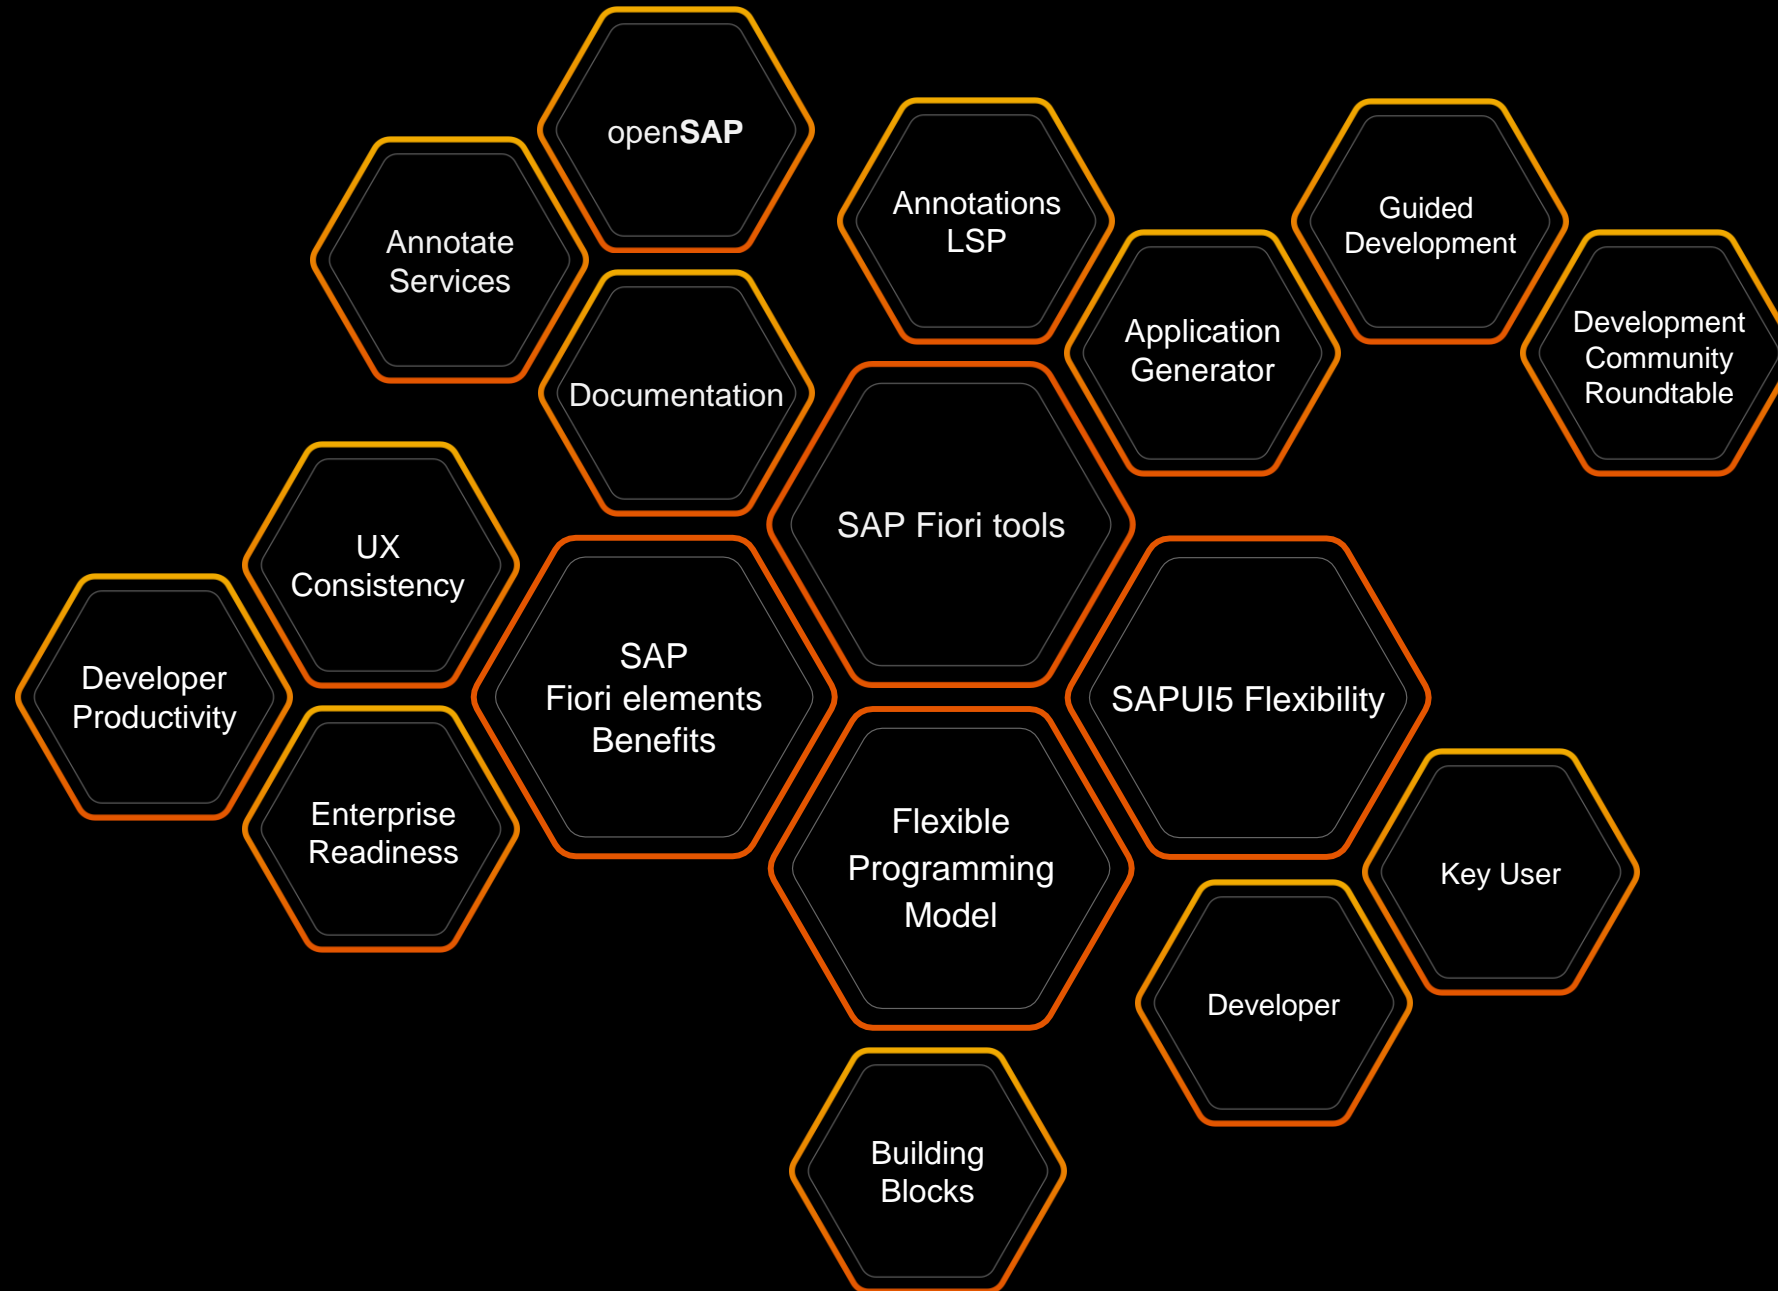 openSAP
Annotations
LSP
Guided
Development
Annotate
Services
Development
Community
Roundtable
Application
Generator
Documentation
SAP Fiori tools
UX
Consistency
SAP
Fiori elements
Benefits
SAPUI5 Flexibility
Developer
Productivity
Enterprise
Readiness
Flexible
Programming
Model
Key User
Developer
Building
Blocks